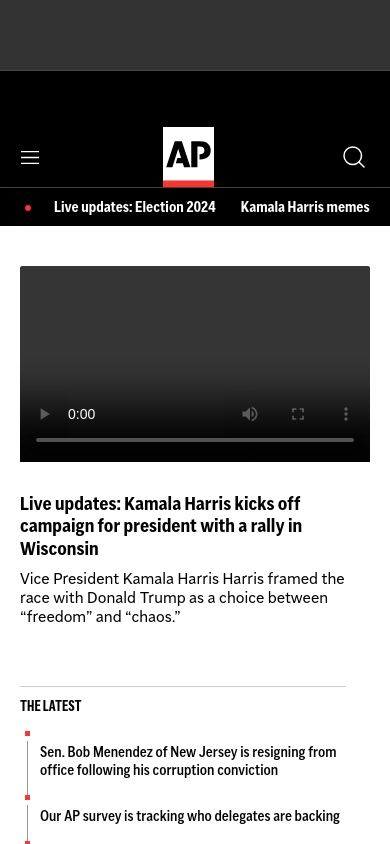 AP
Live updates: Election 2024 Kamala Harris memes
0:00
Live updates: Kamala Harris kicks off
campaign for president with a rally in
Wisconsin
Vice President Kamala Harris Harris framed the
race with Donald Trump as a choice between
“freedom” and “chaos.”
THE LATEST
Sen. Bob Menendez of New Jersey is resigning from
office following his corruption conviction
Our AP survey is tracking who delegates are backing